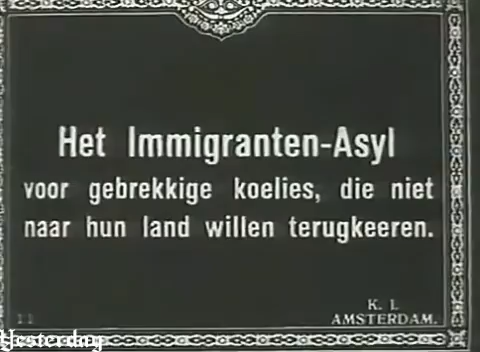 Het Immigranten-Asyl
voor gebrekkige koelies, die niet
naar hun land willen terugkeeren.
K. I.
11 AMSTERDAM.
Yesterday